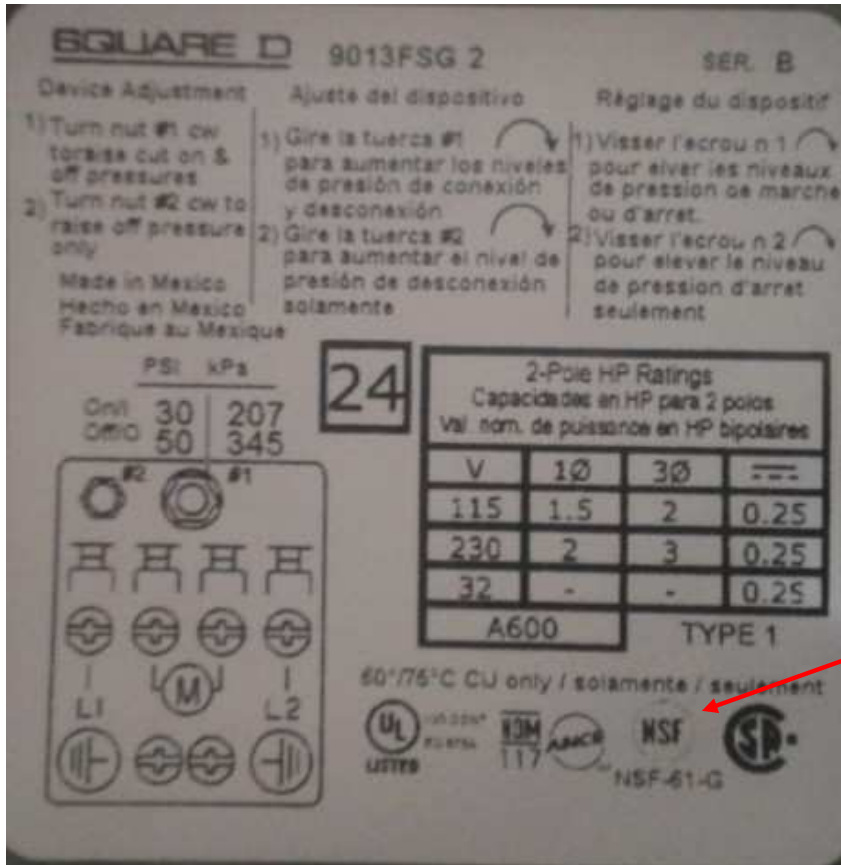 SQUARE D 9013FSG 2 SER. B
Device Adjustment
1) Turn nut #1 cw
toraise cut on &
off pressures
2) Turn nut #2 cw to
raise off pressure
only
Made in Mexico
Hecho en Mexico
Fabrique au Mexique
Ajuste del dispositivo
1) Gire la tuerca #1
para aumentar los niveles
de presión de conexión
y desconexión
2) Gire la tuerca #2
para aumentar el nivel de
presión de desconexión
solamente
Règlage du dispositif
1) Visser l'ecrou n 1
pour elver les niveaux
de pression de marche
ou d'arret.
2) Visser l'ecrou n 2
pour elever le niveau
de pression d'arret
seulement
PSI kPa
On/I 30 207
Off/O 50 345
24
2-Pole HP Ratings
Capacidades en HP para 2 polos
Val. nom. de puissance en HP bipolaires
V 1Ø 3Ø
115 1.5 2 0.25
230 2 3 0.25
32 - - 0.25
A600 TYPE 1
#2 #1
M
L1 L2
60°/75°C CU only / solamente / seulement
UL
LISTED
NOM
117
ANCE
NSF
NSF-61-G